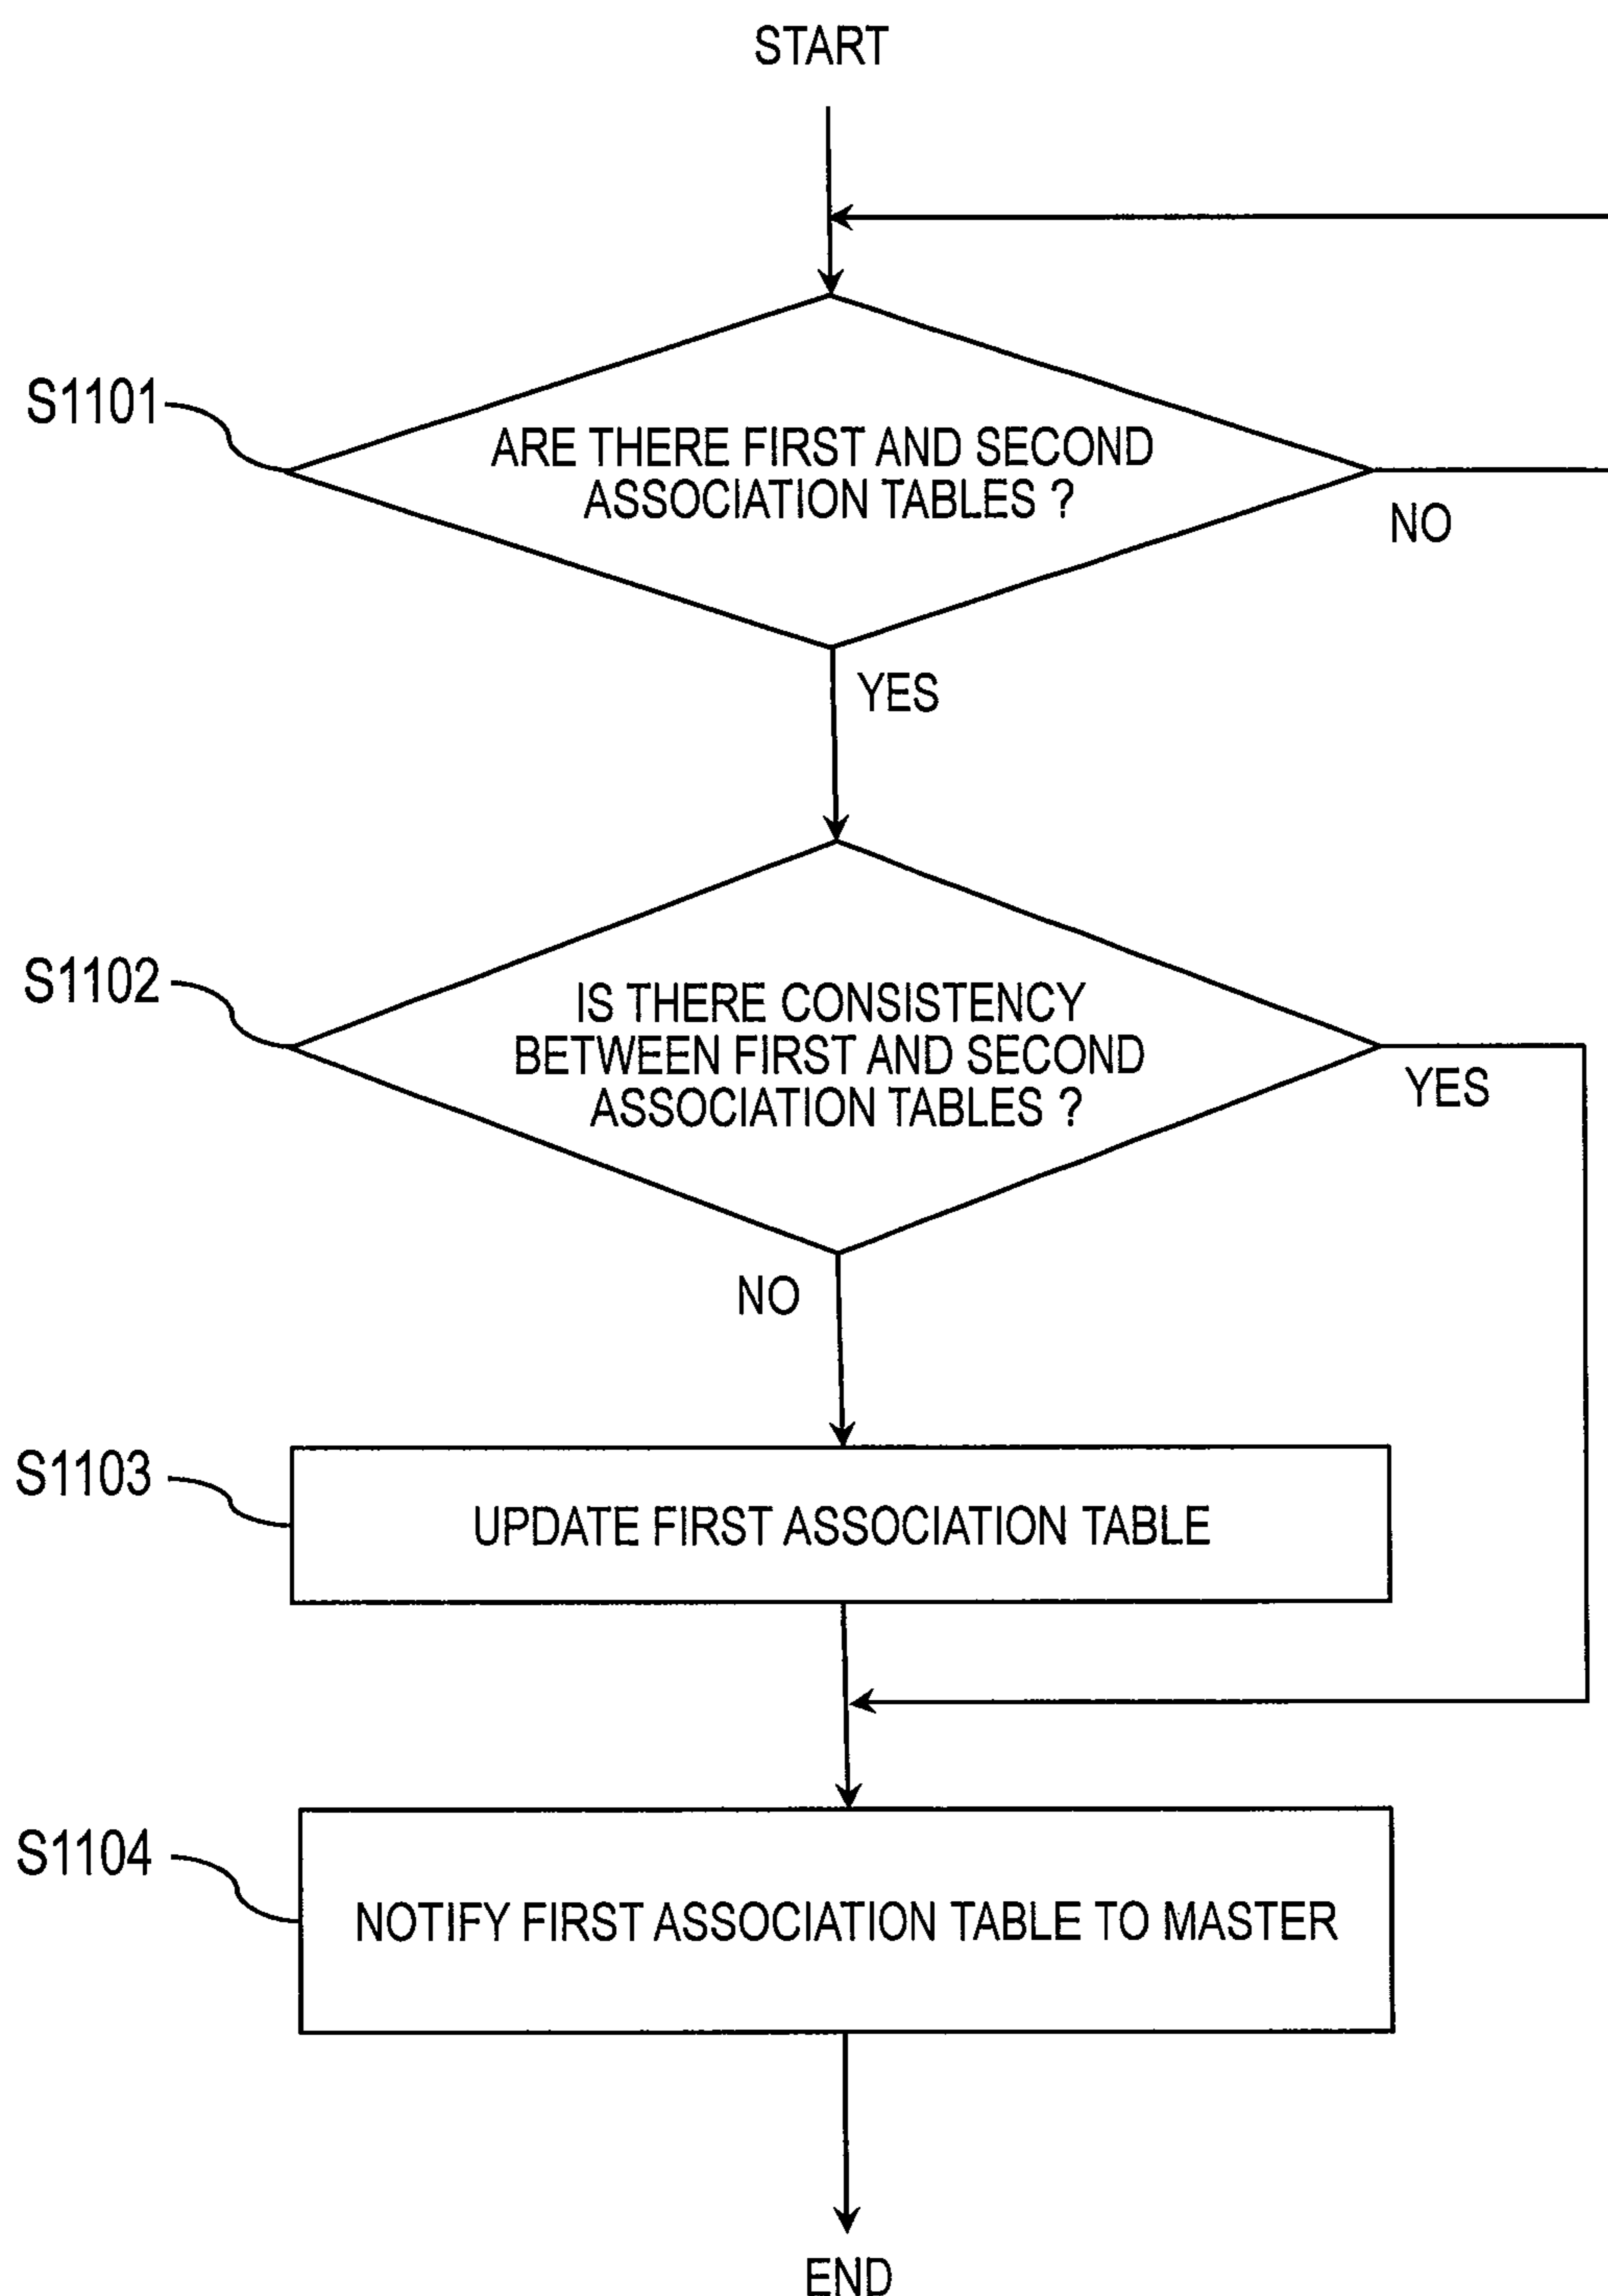 START
S1101
ARE THERE FIRST AND SECOND
ASSOCIATION TABLES ?
NO
YES
S1102
IS THERE CONSISTENCY
BETWEEN FIRST AND SECOND
ASSOCIATION TABLES ?
YES
NO
S1103
UPDATE FIRST ASSOCIATION TABLE
S1104
NOTIFY FIRST ASSOCIATION TABLE TO MASTER
END